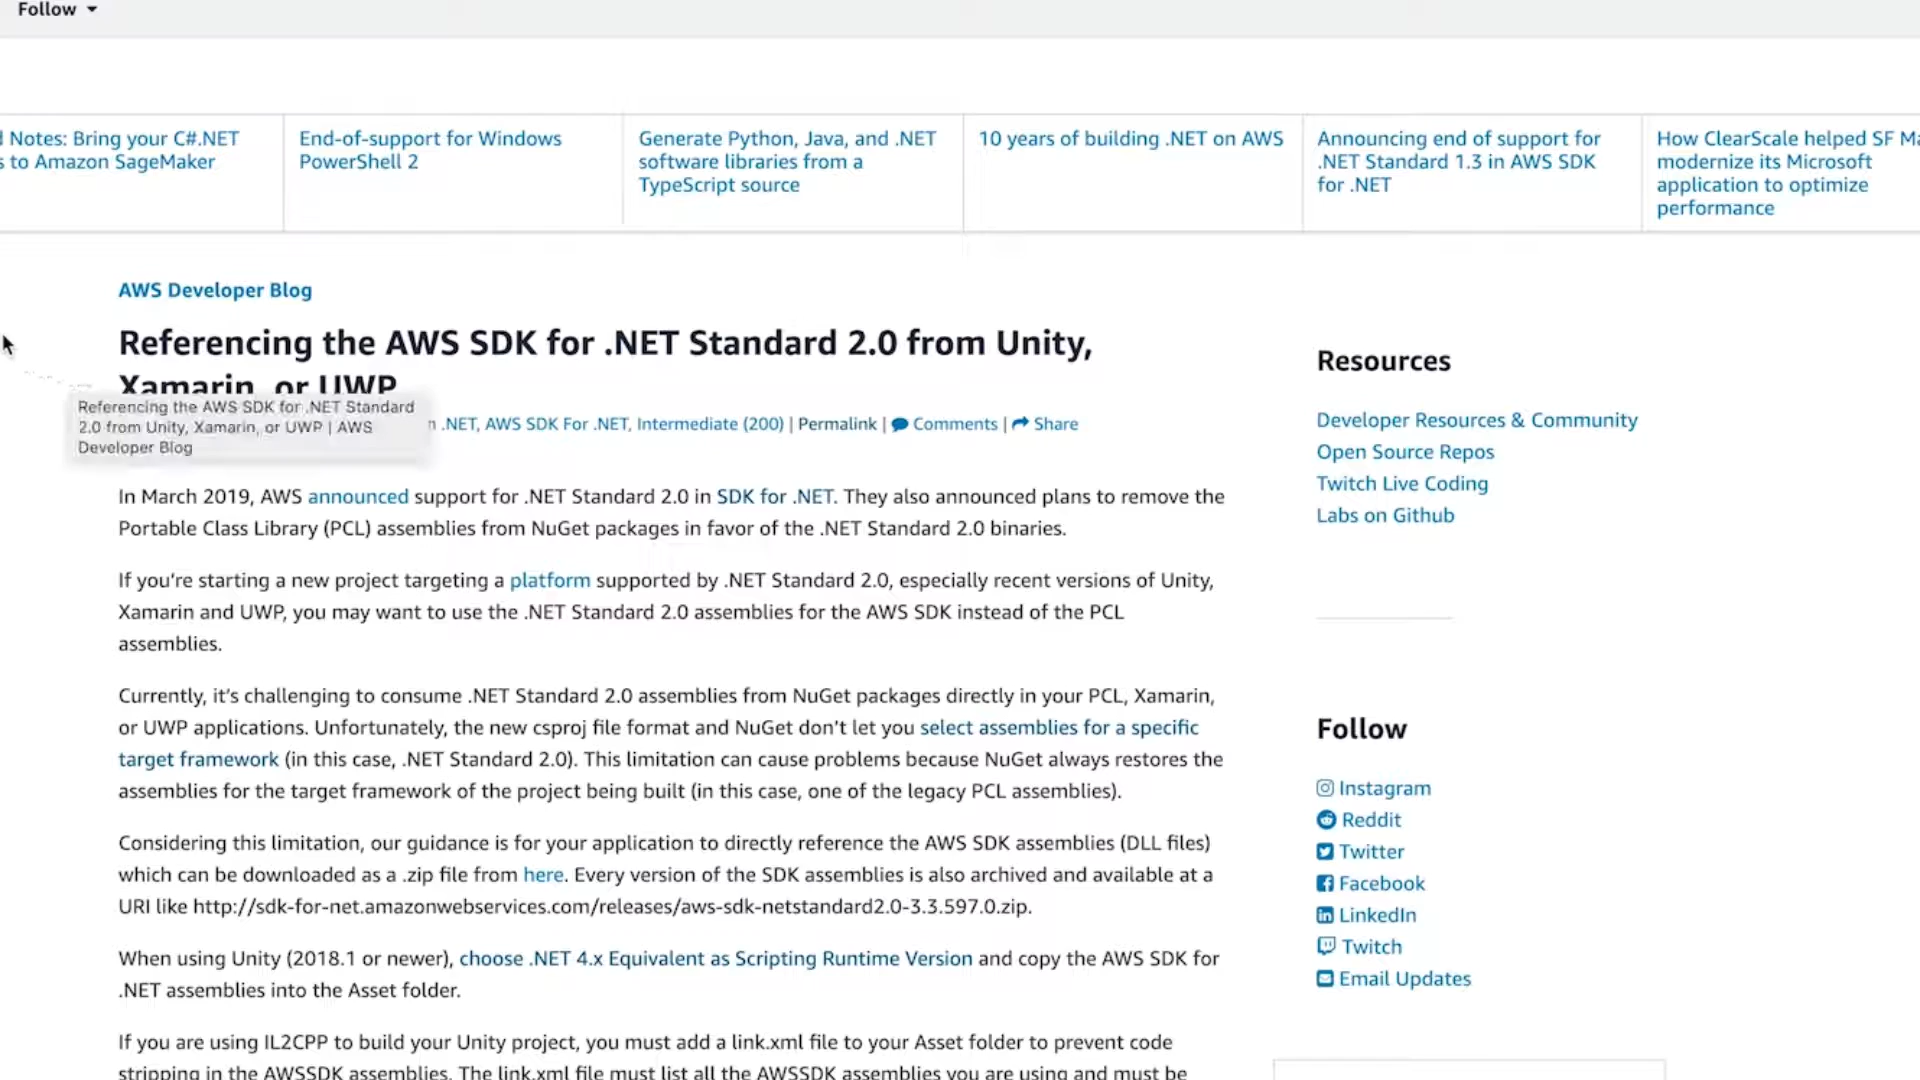 Follow
Notes: Bring your C#.NET
s to Amazon SageMaker
End-of-support for Windows
PowerShell 2
Generate Python, Java, and .NET
software libraries from a
TypeScript source
10 years of building .NET on AWS
Announcing end of support for
.NET Standard 1.3 in AWS SDK
for .NET
How ClearScale helped SF Ma
modernize its Microsoft
application to optimize
performance
AWS Developer Blog
Referencing the AWS SDK for .NET Standard 2.0 from Unity,
Xamarin, or UWP
Referencing the AWS SDK for .NET Standard
2.0 from Unity, Xamarin, or UWP | AWS
Developer Blog
n .NET, AWS SDK For .NET, Intermediate (200) | Permalink | Comments | Share
In March 2019, AWS announced support for .NET Standard 2.0 in SDK for .NET. They also announced plans to remove the
Portable Class Library (PCL) assemblies from NuGet packages in favor of the .NET Standard 2.0 binaries.
If you’re starting a new project targeting a platform supported by .NET Standard 2.0, especially recent versions of Unity,
Xamarin and UWP, you may want to use the .NET Standard 2.0 assemblies for the AWS SDK instead of the PCL
assemblies.
Currently, it’s challenging to consume .NET Standard 2.0 assemblies from NuGet packages directly in your PCL, Xamarin,
or UWP applications. Unfortunately, the new csproj file format and NuGet don’t let you select assemblies for a specific
target framework (in this case, .NET Standard 2.0). This limitation can cause problems because NuGet always restores the
assemblies for the target framework of the project being built (in this case, one of the legacy PCL assemblies).
Considering this limitation, our guidance is for your application to directly reference the AWS SDK assemblies (DLL files)
which can be downloaded as a .zip file from here. Every version of the SDK assemblies is also archived and available at a
URI like http://sdk-for-net.amazonwebservices.com/releases/aws-sdk-netstandard2.0-3.3.597.0.zip.
When using Unity (2018.1 or newer), choose .NET 4.x Equivalent as Scripting Runtime Version and copy the AWS SDK for
.NET assemblies into the Asset folder.
If you are using IL2CPP to build your Unity project, you must add a link.xml file to your Asset folder to prevent code
stripping in the AWSSDK assemblies. The link.xml file must list all the AWSSDK assemblies you are using and must be
Resources
Developer Resources & Community
Open Source Repos
Twitch Live Coding
Labs on Github
Follow
Instagram
Reddit
Twitter
Facebook
LinkedIn
Twitch
Email Updates